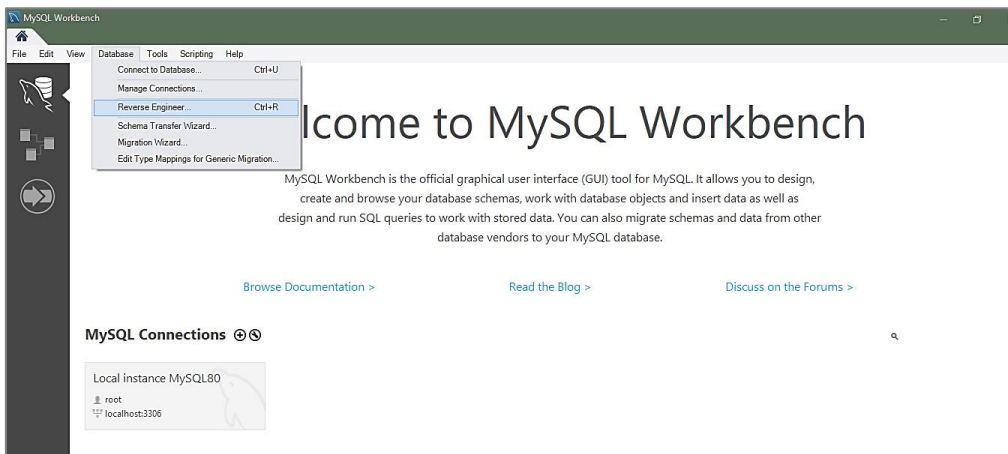 MySQL Workbench
File Edit View Database Tools Scripting Help
Connect to Database... Ctrl+U
Manage Connections...
Reverse Engineer... Ctrl+R
Schema Transfer Wizard...
Migration Wizard...
Edit Type Mappings for Generic Migration...
lcome to MySQL Workbench
MySQL Workbench is the official graphical user interface (GUI) tool for MySQL. It allows you to design,
create and browse your database schemas, work with database objects and insert data as well as
design and run SQL queries to work with stored data. You can also migrate schemas and data from other
database vendors to your MySQL database.
Browse Documentation > Read the Blog > Discuss on the Forums >
MySQL Connections
Local instance MySQL80
root
localhost:3306